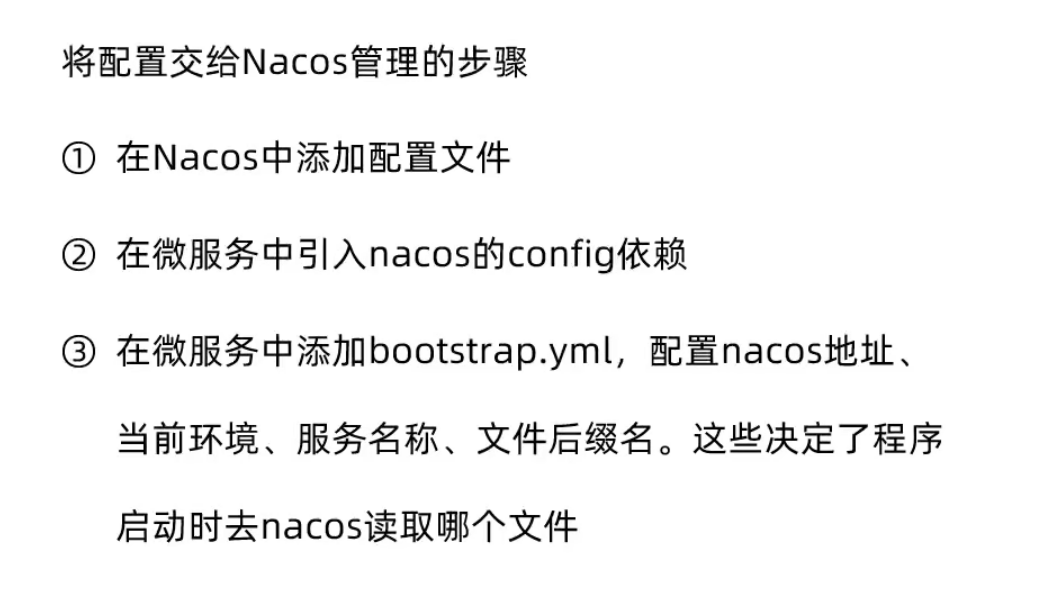 将配置交给Nacos管理的步骤
① 在Nacos中添加配置文件
② 在微服务中引入nacos的config依赖
③ 在微服务中添加bootstrap.yml，配置nacos地址、
当前环境、服务名称、文件后缀名。这些决定了程序
启动时去nacos读取哪个文件